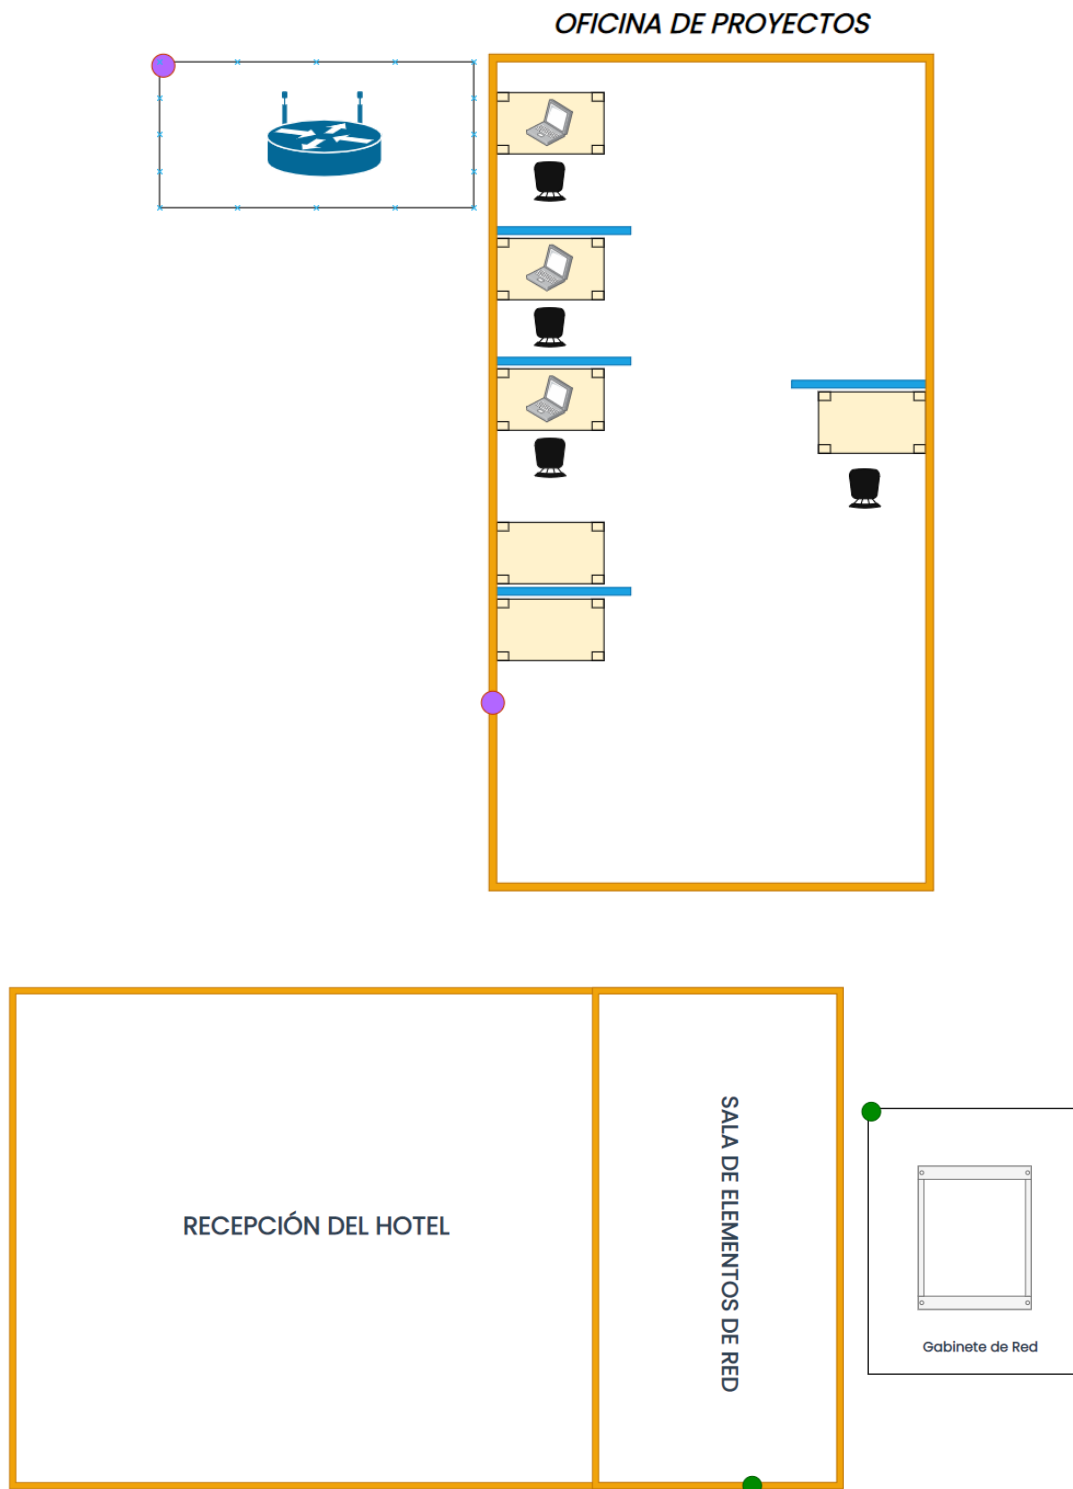 OFICINA DE PROYECTOS
RECEPCIÓN DEL HOTEL
SALA DE ELEMENTOS DE RED
Gabinete de Red